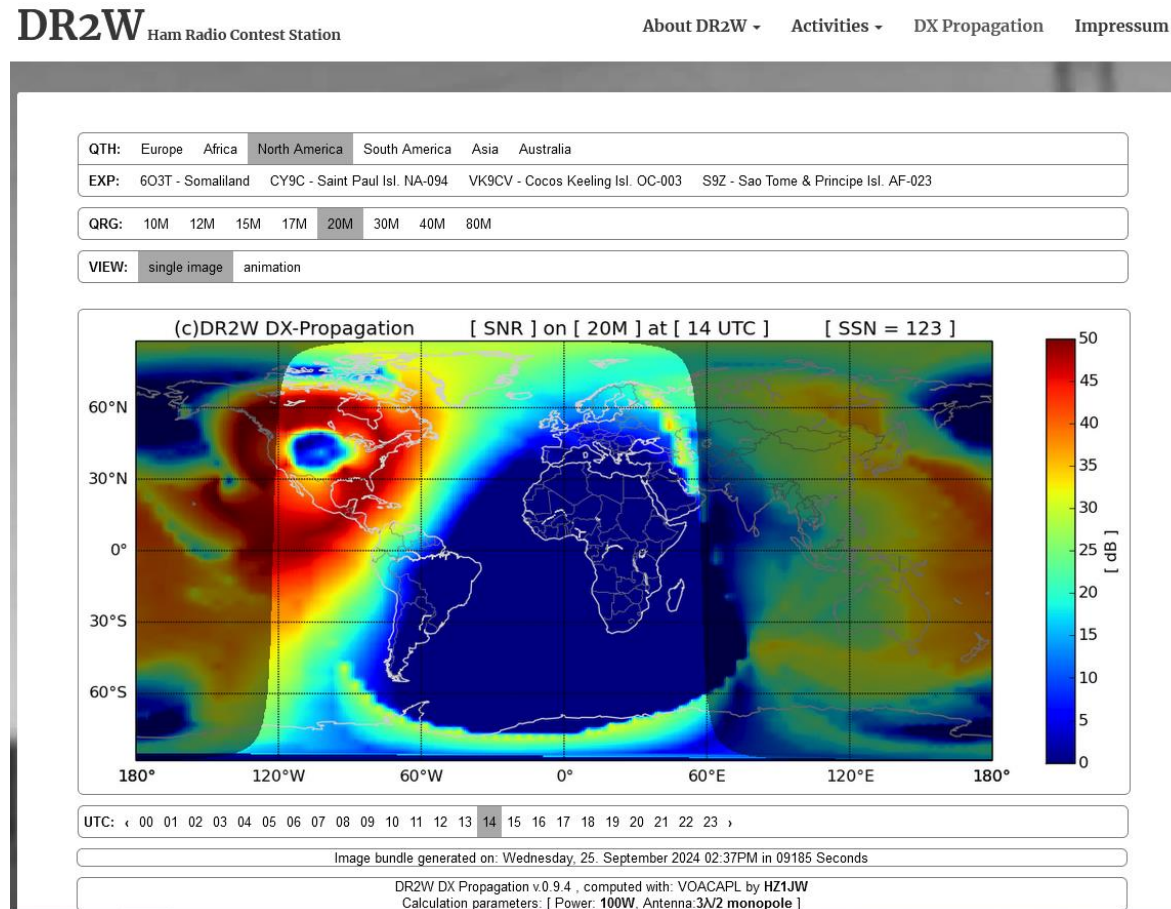 DR2W Ham Radio Contest Station About DR2W Activities DX Propagation Impressum
QTH: Europe Africa North America South America Asia Australia
EXP: 6O3T - Somaliland CY9C - Saint Paul Isl. NA-094 VK9CV - Cocos Keeling Isl. OC-003 S9Z - Sao Tome & Principe Isl. AF-023
QRG: 10M 12M 15M 17M 20M 30M 40M 80M
VIEW: single image animation
(c)DR2W DX-Propagation [ SNR ] on [ 20M ] at [ 14 UTC ] [ SSN = 123 ]
50
45
60°N 40
35
30°N
30
0° 25
20
30°S
15
60°S 10
5
0
[ dB ]
180° 120°W 60°W 0° 60°E 120°E 180°
UTC: ‹ 00 01 02 03 04 05 06 07 08 09 10 11 12 13 14 15 16 17 18 19 20 21 22 23 ›
Image bundle generated on: Wednesday, 25. September 2024 02:37PM in 09185 Seconds
DR2W DX Propagation v.0.9.4 , computed with: VOACAPL by HZ1JW
Calculation parameters: [ Power: 100W, Antenna:3λ/2 monopole ]